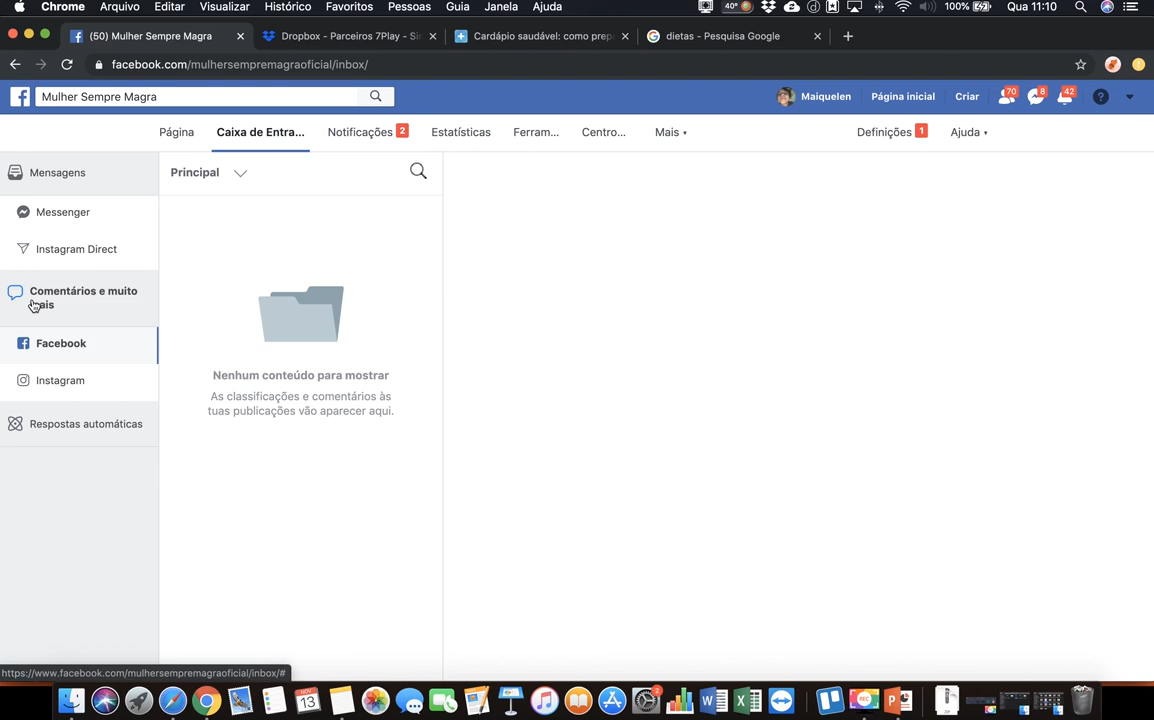 Chrome Arquivo Editar Visualizar Histórico Favoritos Pessoas Guia Janela Ajuda 40° 100% Qua 11:10
(50) Mulher Sempre Magra Dropbox - Parceiros 7Play - Si Cardápio saudável: como prep dietas - Pesquisa Google
facebook.com/mulhersempremagraoficial/inbox/
Mulher Sempre Magra Maiquelen Página inicial Criar 70 8 42
Página Caixa de Entra... Notificações 2 Estatísticas Ferram... Centro... Mais Definições 1 Ajuda
Mensagens
Principal
Messenger
Instagram Direct
Comentários e muito
ais
Facebook
Instagram
Respostas automáticas
Nenhum conteúdo para mostrar
As classificações e comentários às
tuas publicações vão aparecer aqui.
https://www.facebook.com/mulhersempremagraoficial/inbox/#
13 2